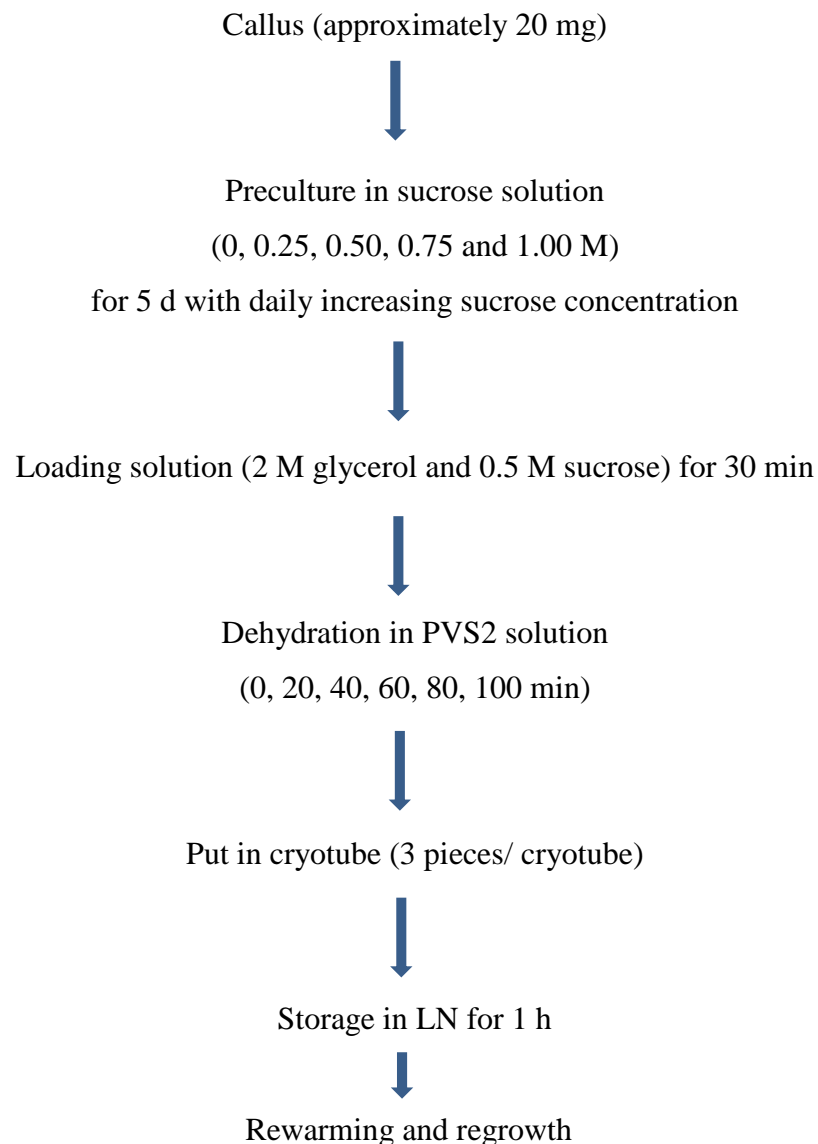 Callus (approximately 20 mg)
Preculture in sucrose solution
(0, 0.25, 0.50, 0.75 and 1.00 M)
for 5 d with daily increasing sucrose concentration
Loading solution (2 M glycerol and 0.5 M sucrose) for 30 min
Dehydration in PVS2 solution
(0, 20, 40, 60, 80, 100 min)
Put in cryotube (3 pieces/ cryotube)
Storage in LN for 1 h
Rewarming and regrowth